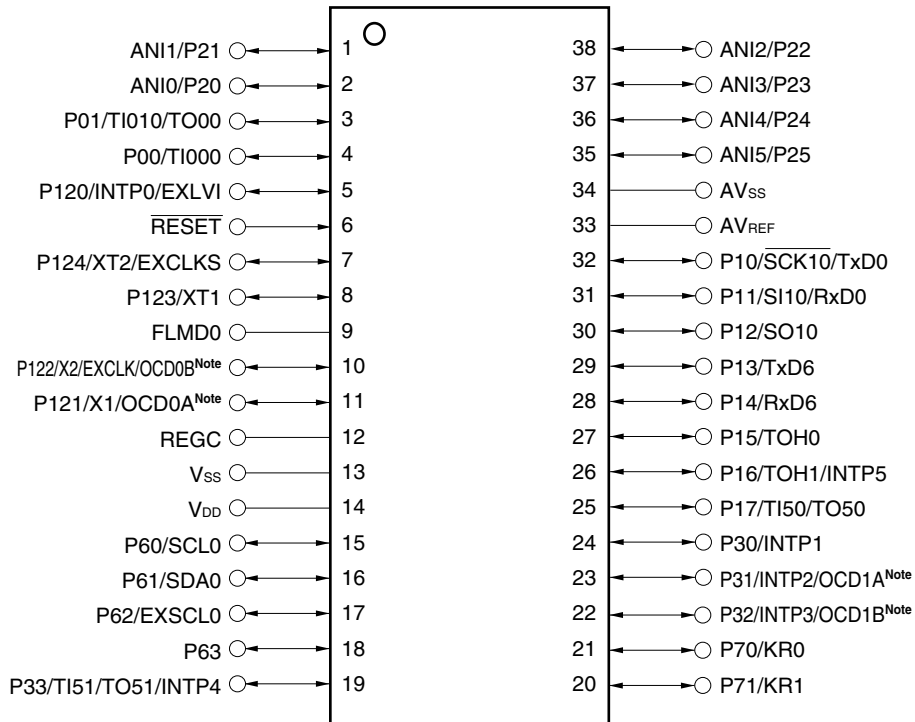 ANI1/P21 1 38 ANI2/P22
ANI0/P20 2 37 ANI3/P23
P01/TI010/TO00 3 36 ANI4/P24
P00/TI000 4 35 ANI5/P25
P120/INTP0/EXLVI 5 34 AVSS
RESET 6 33 AVREF
P124/XT2/EXCLKS 7 32 P10/SCK10/TxD0
P123/XT1 8 31 P11/SI10/RxD0
FLMD0 9 30 P12/SO10
P122/X2/EXCLK/OCD0BNote 10 29 P13/TxD6
P121/X1/OCD0ANote 11 28 P14/RxD6
REGC 12 27 P15/TOH0
VSS 13 26 P16/TOH1/INTP5
VDD 14 25 P17/TI50/TO50
P60/SCL0 15 24 P30/INTP1
P61/SDA0 16 23 P31/INTP2/OCD1ANote
P62/EXSCL0 17 22 P32/INTP3/OCD1BNote
P63 18 21 P70/KR0
P33/TI51/TO51/INTP4 19 20 P71/KR1